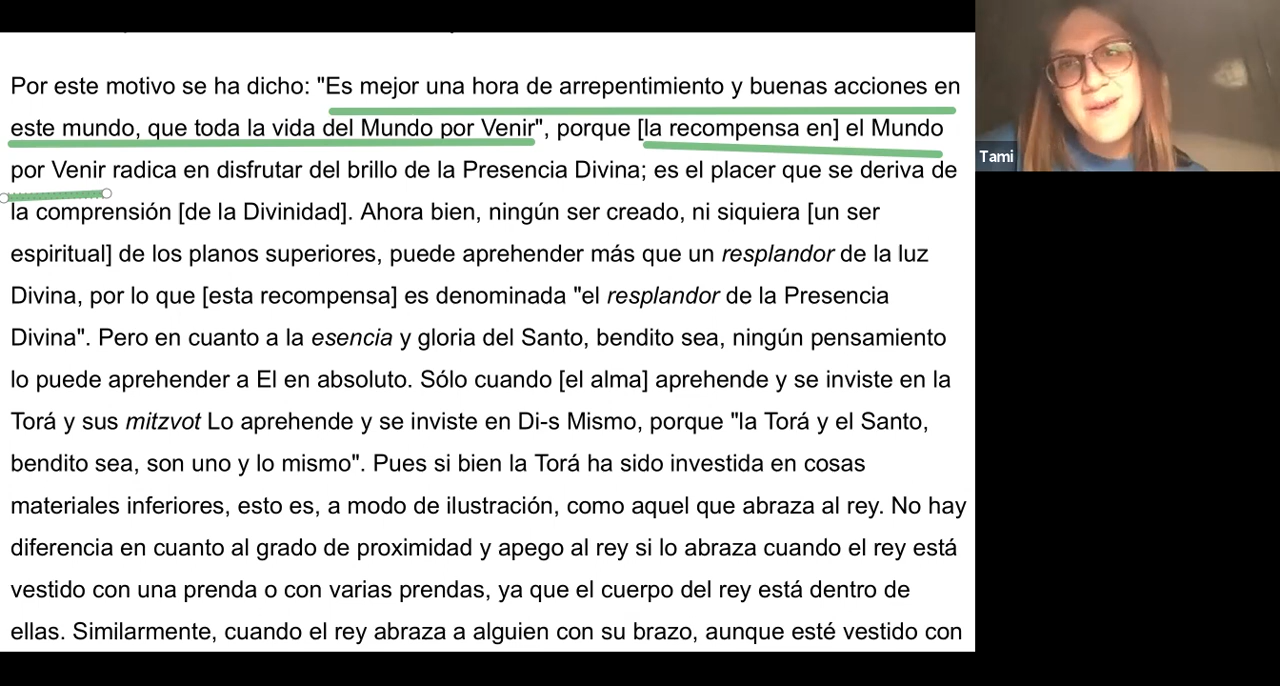 Por este motivo se ha dicho: "Es mejor una hora de arrepentimiento y buenas acciones en
este mundo, que toda la vida del Mundo por Venir", porque [la recompensa en] el Mundo
por Venir radica en disfrutar del brillo de la Presencia Divina; es el placer que se deriva de
la comprensión [de la Divinidad]. Ahora bien, ningún ser creado, ni siquiera [un ser
espiritual] de los planos superiores, puede aprehender más que un resplandor de la luz
Divina, por lo que [esta recompensa] es denominada "el resplandor de la Presencia
Divina". Pero en cuanto a la esencia y gloria del Santo, bendito sea, ningún pensamiento
lo puede aprehender a El en absoluto. Sólo cuando [el alma] aprehende y se inviste en la
Torá y sus mitzvot Lo aprehende y se inviste en Di-s Mismo, porque "la Torá y el Santo,
bendito sea, son uno y lo mismo". Pues si bien la Torá ha sido investida en cosas
materiales inferiores, esto es, a modo de ilustración, como aquel que abraza al rey. No hay
diferencia en cuanto al grado de proximidad y apego al rey si lo abraza cuando el rey está
vestido con una prenda o con varias prendas, ya que el cuerpo del rey está dentro de
ellas. Similarmente, cuando el rey abraza a alguien con su brazo, aunque esté vestido con
Tami